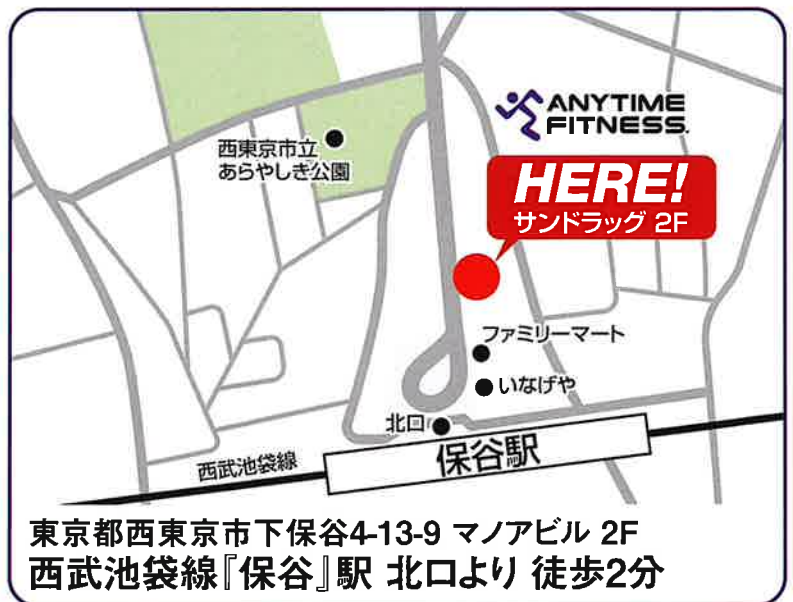 ANYTIME
FITNESS.
西東京市立
あらやしき公園
HERE!
サンドラッグ 2F
ファミリーマート
いなげや
北口
保谷駅
西武池袋線
東京都西東京市下保谷4-13-9 マノアビル 2F
西武池袋線『保谷』駅 北口より 徒歩2分